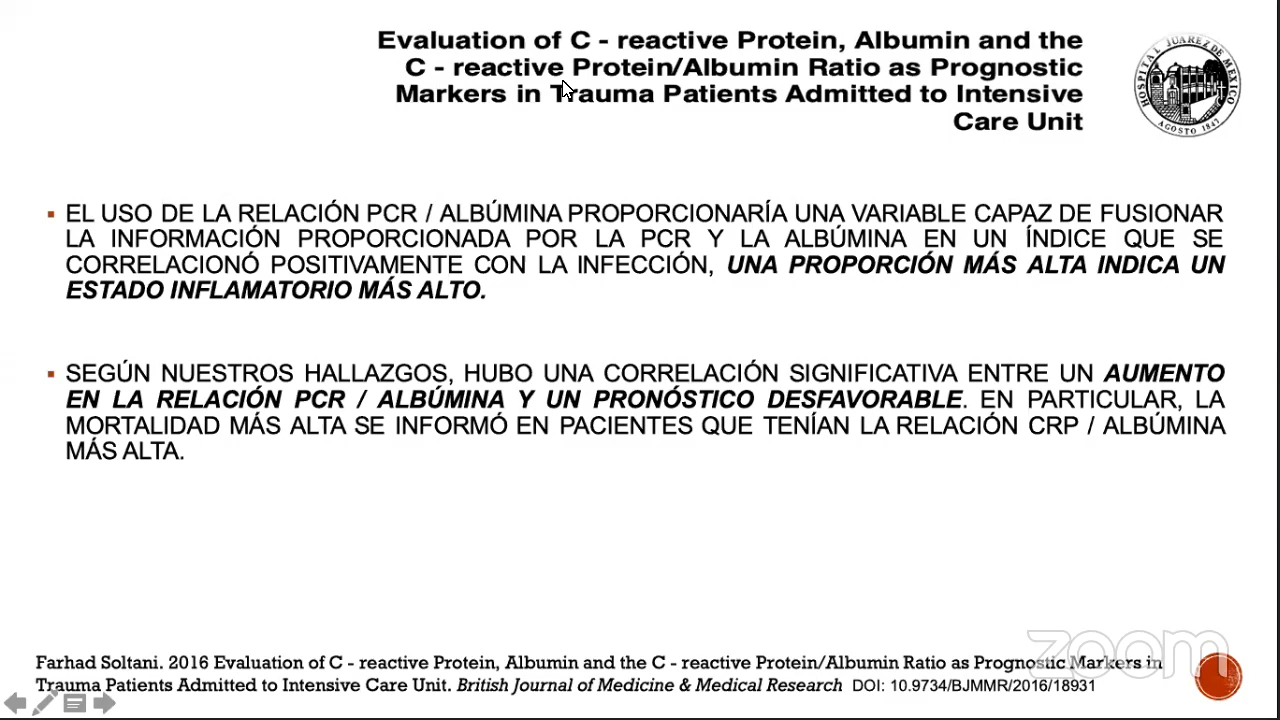 Evaluation of C - reactive Protein, Albumin and the
C - reactive Protein/Albumin Ratio as Prognostic
Markers in Trauma Patients Admitted to Intensive
Care Unit
HOSPITAL JUAREZ DE MEXICO
AGOSTO 1847
▪ EL USO DE LA RELACIÓN PCR / ALBÚMINA PROPORCIONARÍA UNA VARIABLE CAPAZ DE FUSIONAR
LA INFORMACIÓN PROPORCIONADA POR LA PCR Y LA ALBÚMINA EN UN ÍNDICE QUE SE
CORRELACIONÓ POSITIVAMENTE CON LA INFECCIÓN, UNA PROPORCIÓN MÁS ALTA INDICA UN
ESTADO INFLAMATORIO MÁS ALTO.
▪ SEGÚN NUESTROS HALLAZGOS, HUBO UNA CORRELACIÓN SIGNIFICATIVA ENTRE UN AUMENTO
EN LA RELACIÓN PCR / ALBÚMINA Y UN PRONÓSTICO DESFAVORABLE. EN PARTICULAR, LA
MORTALIDAD MÁS ALTA SE INFORMÓ EN PACIENTES QUE TENÍAN LA RELACIÓN CRP / ALBÚMINA
MÁS ALTA.
zoom
Farhad Soltani. 2016 Evaluation of C - reactive Protein, Albumin and the C - reactive Protein/Albumin Ratio as Prognostic Markers in
Trauma Patients Admitted to Intensive Care Unit. British Journal of Medicine & Medical Research DOI: 10.9734/BJMMR/2016/18931